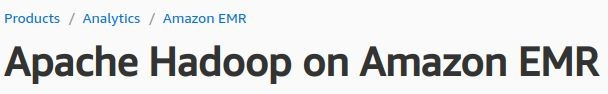 Products / Analytics / Amazon EMR
Apache Hadoop on Amazon EMR